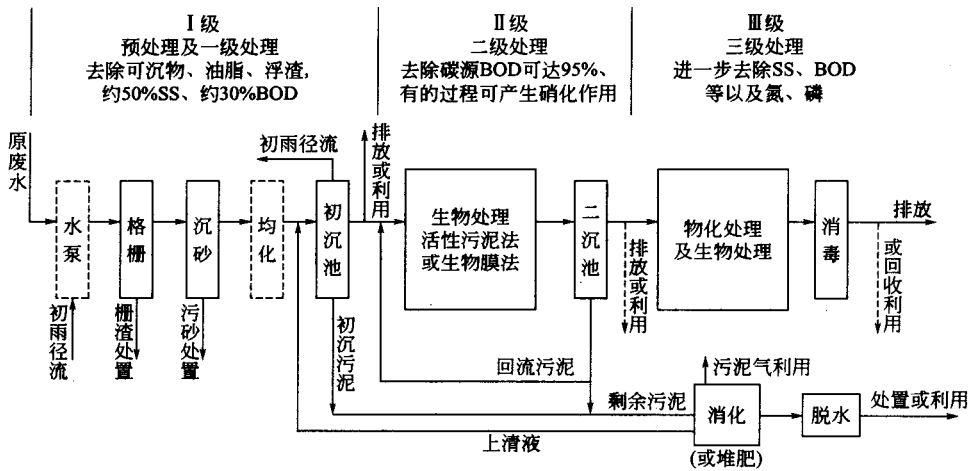 Ⅰ级
预处理及一级处理
去除可沉物、油脂、浮渣,
约50%SS、约30%BOD
Ⅱ级
二级处理
去除碳源BOD可达95%、
有的过程可产生硝化作用
Ⅲ级
三级处理
进一步去除SS、BOD
等以及氮、磷
原废水
水泵
格栅
沉砂
均化
初雨径流
初沉池
排放或利用
生物处理
活性污泥法
或生物膜法
二沉池
排放或利用
物化处理
及生物处理
消毒
排放
或回收利用
初雨径流
栅渣处置
污砂处置
初沉污泥
回流污泥
剩余污泥
污泥气利用
消化
(或堆肥)
脱水
处置或利用
上清液